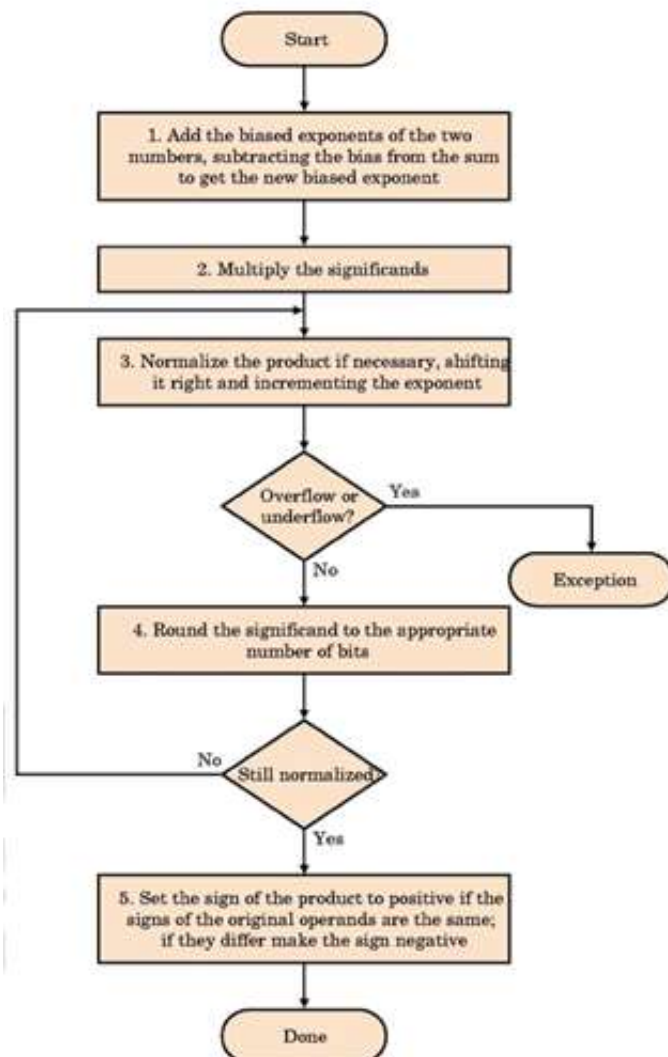 Start
1. Add the biased exponents of the two
numbers, subtracting the bias from the sum
to get the new biased exponent
2. Multiply the significands
3. Normalize the product if necessary, shifting
it right and incrementing the exponent
Overflow or
underflow?
Yes
No
Exception
4. Round the significand to the appropriate
number of bits
No
Still normalized?
Yes
5. Set the sign of the product to positive if the
signs of the original operands are the same;
if they differ make the sign negative
Done